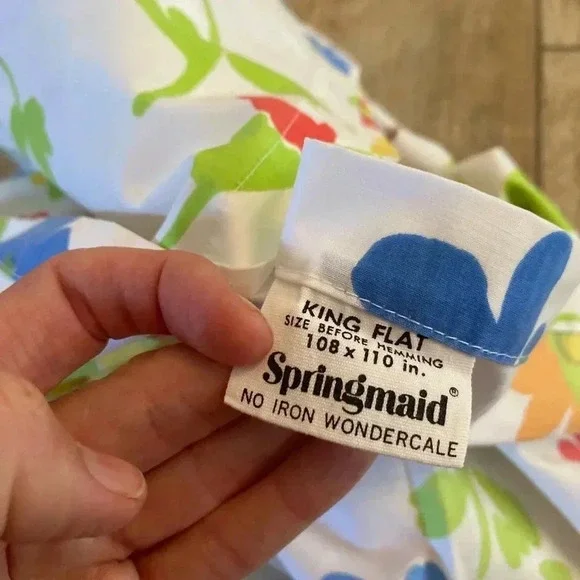 KING FLAT
SIZE BEFORE HEMMING
108 x 110 in.
Springmaid®
NO IRON WONDERCALE